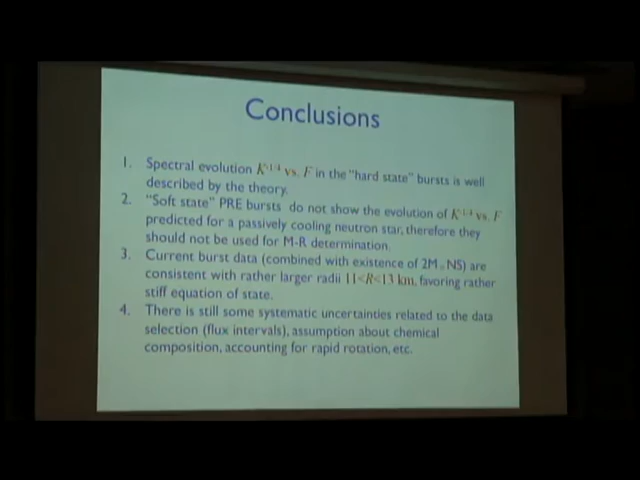 Conclusions
1. Spectral evolution K^-1/4 vs. F in the "hard state" bursts is well
described by the theory.
2. "Soft state" PRE bursts do not show the evolution of K^-1/4 vs. F
predicted for a passively cooling neutron star, therefore they
should not be used for M-R determination.
3. Current burst data (combined with existence of 2M☉ NS) are
consistent with rather larger radii 11<R<13 km, favoring rather
stiff equation of state.
4. There is still some systematic uncertainties related to the data
selection (flux intervals), assumption about chemical
composition, accounting for rapid rotation, etc.